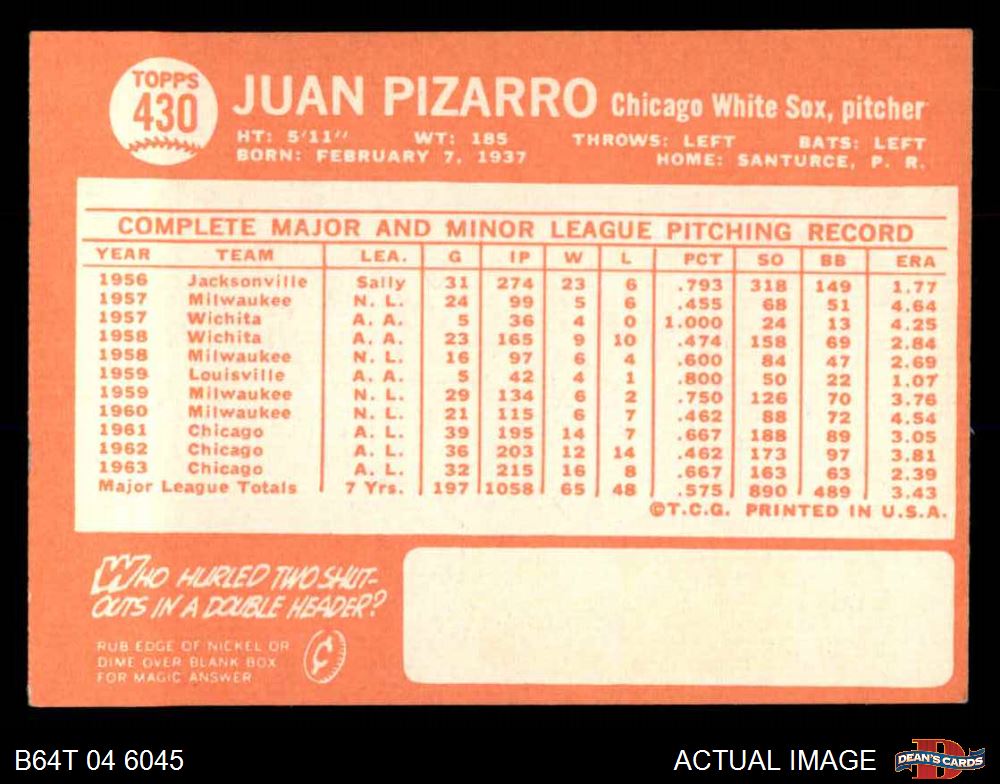 TOPPS
430
JUAN PIZARRO Chicago White Sox, pitcher
HT: 5'11" WT: 185 THROWS: LEFT BATS: LEFT
BORN: FEBRUARY 7, 1937 HOME: SANTURCE, P. R.
COMPLETE MAJOR AND MINOR LEAGUE PITCHING RECORD
YEAR TEAM LEA. G IP W L PCT SO BB ERA
1956 Jacksonville Sally 31 274 23 6 .793 318 149 1.77
1957 Milwaukee N. L. 24 99 5 6 .455 68 51 4.64
1957 Wichita A. A. 5 36 4 0 1.000 24 13 4.25
1958 Wichita A. A. 23 165 9 10 .474 158 69 2.84
1958 Milwaukee N. L. 16 97 6 4 .600 84 47 2.69
1959 Louisville A. A. 5 42 4 1 .800 50 22 1.07
1959 Milwaukee N. L. 29 134 6 2 .750 126 70 3.76
1960 Milwaukee N. L. 21 115 6 7 .462 88 72 4.54
1961 Chicago A. L. 39 195 14 7 .667 188 89 3.05
1962 Chicago A. L. 36 203 12 14 .462 173 97 3.81
1963 Chicago A. L. 32 215 16 8 .667 163 63 2.39
Major League Totals 7 Yrs. 197 1058 65 48 .575 890 489 3.43
©T.C.G. PRINTED IN U.S.A.
WHO HURLED TWO SHUT-
OUTS IN A DOUBLE HEADER?
RUB EDGE OF NICKEL OR
DIME OVER BLANK BOX
FOR MAGIC ANSWER
B64T 04 6045
ACTUAL IMAGE
DEAN'S CARDS